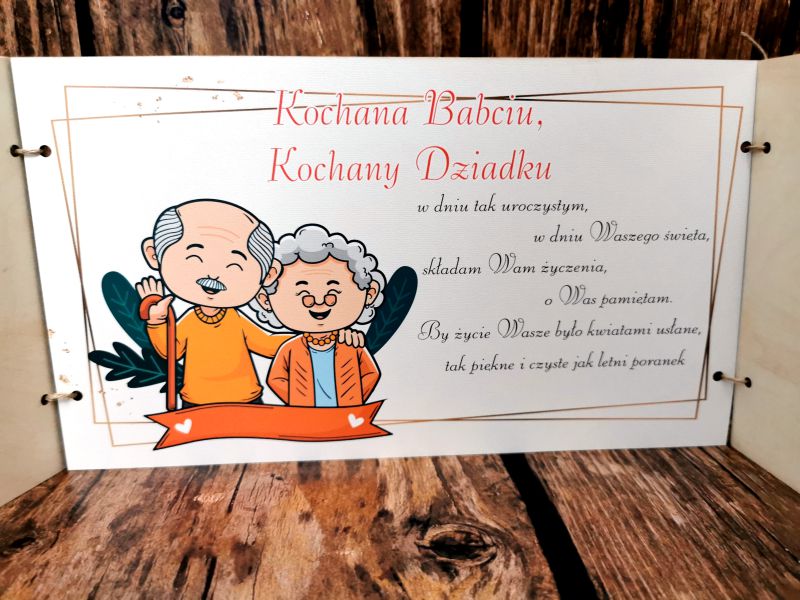 Kochana Babciu,
Kochany Dziadku
w dniu tak uroczystym,
w dniu Waszego święta,
składam Wam życzenia,
o Was pamiętam.
By życie Wasze było kwiatami usłane,
tak piękne i czyste jak letni poranek